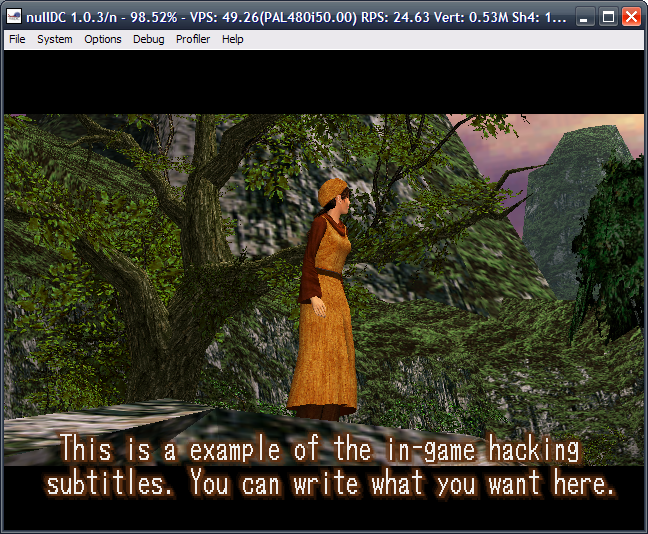 nullDC 1.0.3/n - 98.52% - VPS: 49.26(PAL480i50.00) RPS: 24.63 Vert: 0.53M Sh4: 1...
File System Options Debug Profiler Help
This is a example of the in-game hacking
subtitles. You can write what you want here.